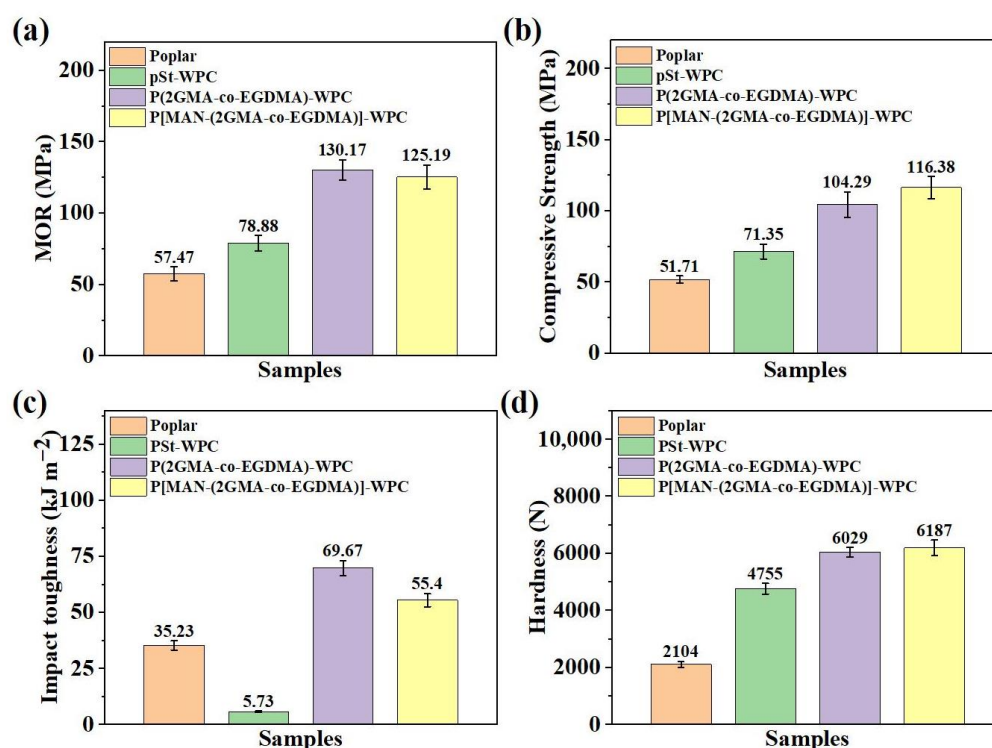 (a)
Poplar
pSt-WPC
P(2GMA-co-EGDMA)-WPC
P[MAN-(2GMA-co-EGDMA)]-WPC
200
150
100
50
0
MOR (MPa)
57.47
78.88
130.17
125.19
Samples
(b)
Poplar
pSt-WPC
P(2GMA-co-EGDMA)-WPC
P[MAN-(2GMA-co-EGDMA)]-WPC
200
150
100
50
0
Compressive Strength (MPa)
51.71
71.35
104.29
116.38
Samples
(c)
Poplar
PSt-WPC
P(2GMA-co-EGDMA)-WPC
P[MAN-(2GMA-co-EGDMA)]-WPC
125
100
75
50
25
0
Impact toughness (kJ m⁻²)
35.23
5.73
69.67
55.4
Samples
(d)
Poplar
PSt-WPC
P(2GMA-co-EGDMA)-WPC
P[MAN-(2GMA-co-EGDMA)]-WPC
10,000
8000
6000
4000
2000
0
Hardness (N)
2104
4755
6029
6187
Samples